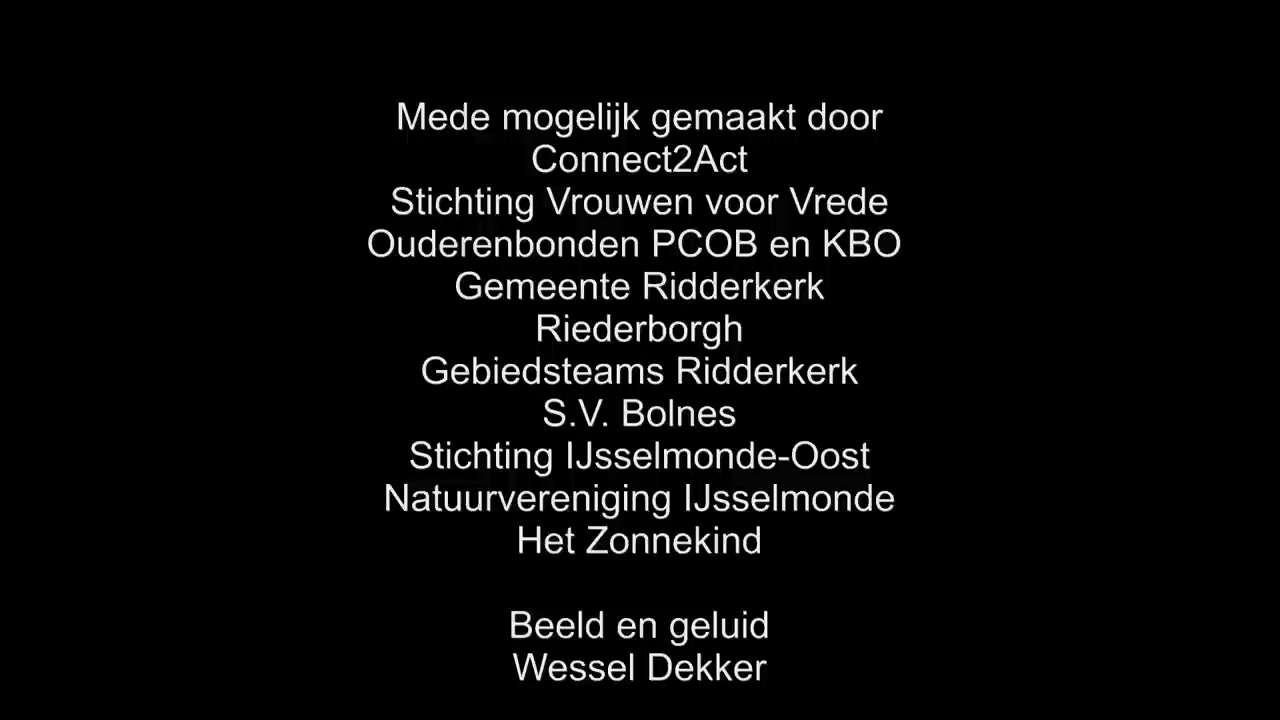 Mede mogelijk gemaakt door
Connect2Act
Stichting Vrouwen voor Vrede
Ouderenbonden PCOB en KBO
Gemeente Ridderkerk
Riederborgh
Gebiedsteams Ridderkerk
S.V. Bolnes
Stichting IJsselmonde-Oost
Natuurvereniging IJsselmonde
Het Zonnekind
Beeld en geluid
Wessel Dekker